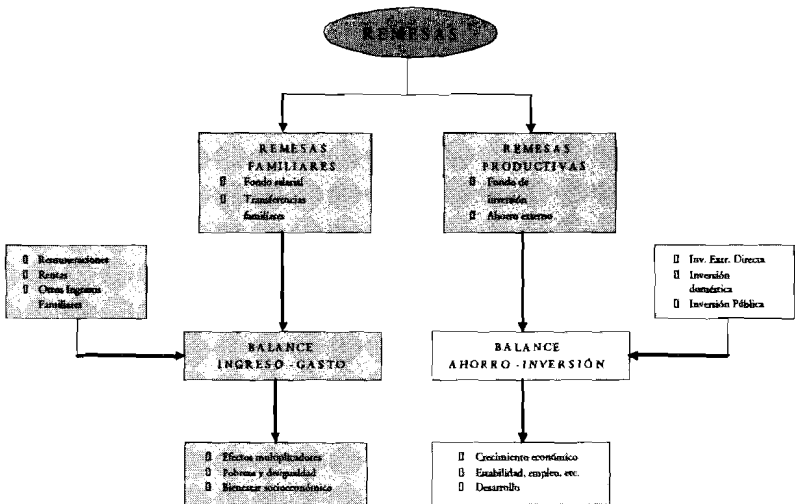 REMESAS
REMESAS
FAMILIARES
Fondo salarial
Transferencias
familiares
REMESAS
PRODUCTIVAS
Fondo de
inversión
Ahorro externo
Remuneraciones
Rentas
Otros Ingresos
Familiares
Inv. Extr. Directa
Inversión
doméstica
Inversión Pública
BALANCE
INGRESO - GASTO
BALANCE
AHORRO - INVERSIÓN
Efectos multiplicadores
Pobreza y desigualdad
Bienestar socioeconómico
Crecimiento económico
Estabilidad, empleo, etc.
Desarrollo